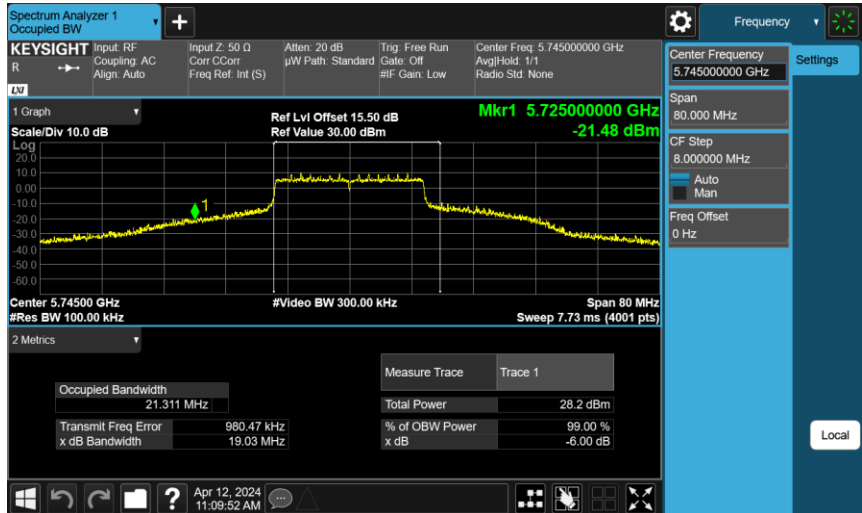 Spectrum Analyzer 1
Occupied BW
Frequency
KEYSIGHT
R
LXI
Input: RF
Coupling: AC
Align: Auto
Input Z: 50 Ω
Corr CCorr
Freq Ref: Int (S)
Atten: 20 dB
µW Path: Standard
Trig: Free Run
Gate: Off
#IF Gain: Low
Center Freq: 5.745000000 GHz
Avg|Hold: 1/1
Radio Std: None
Center Frequency
5.745000000 GHz
Settings
Span
80.000 MHz
CF Step
8.000000 MHz
Auto
Man
Freq Offset
0 Hz
1 Graph
Scale/Div 10.0 dB
Ref Lvl Offset 15.50 dB
Ref Value 30.00 dBm
Mkr1 5.725000000 GHz
-21.48 dBm
Log
20.0
10.0
0.00
-10.0
-20.0
-30.0
-40.0
-50.0
-60.0
1
Center 5.74500 GHz
#Res BW 100.00 kHz
#Video BW 300.00 kHz
Span 80 MHz
Sweep 7.73 ms (4001 pts)
2 Metrics
Measure Trace Trace 1
Occupied Bandwidth
21.311 MHz
Total Power 28.2 dBm
Transmit Freq Error 980.47 kHz
% of OBW Power 99.00 %
x dB Bandwidth 19.03 MHz
x dB -6.00 dB
Local
?
Apr 12, 2024
11:09:52 AM